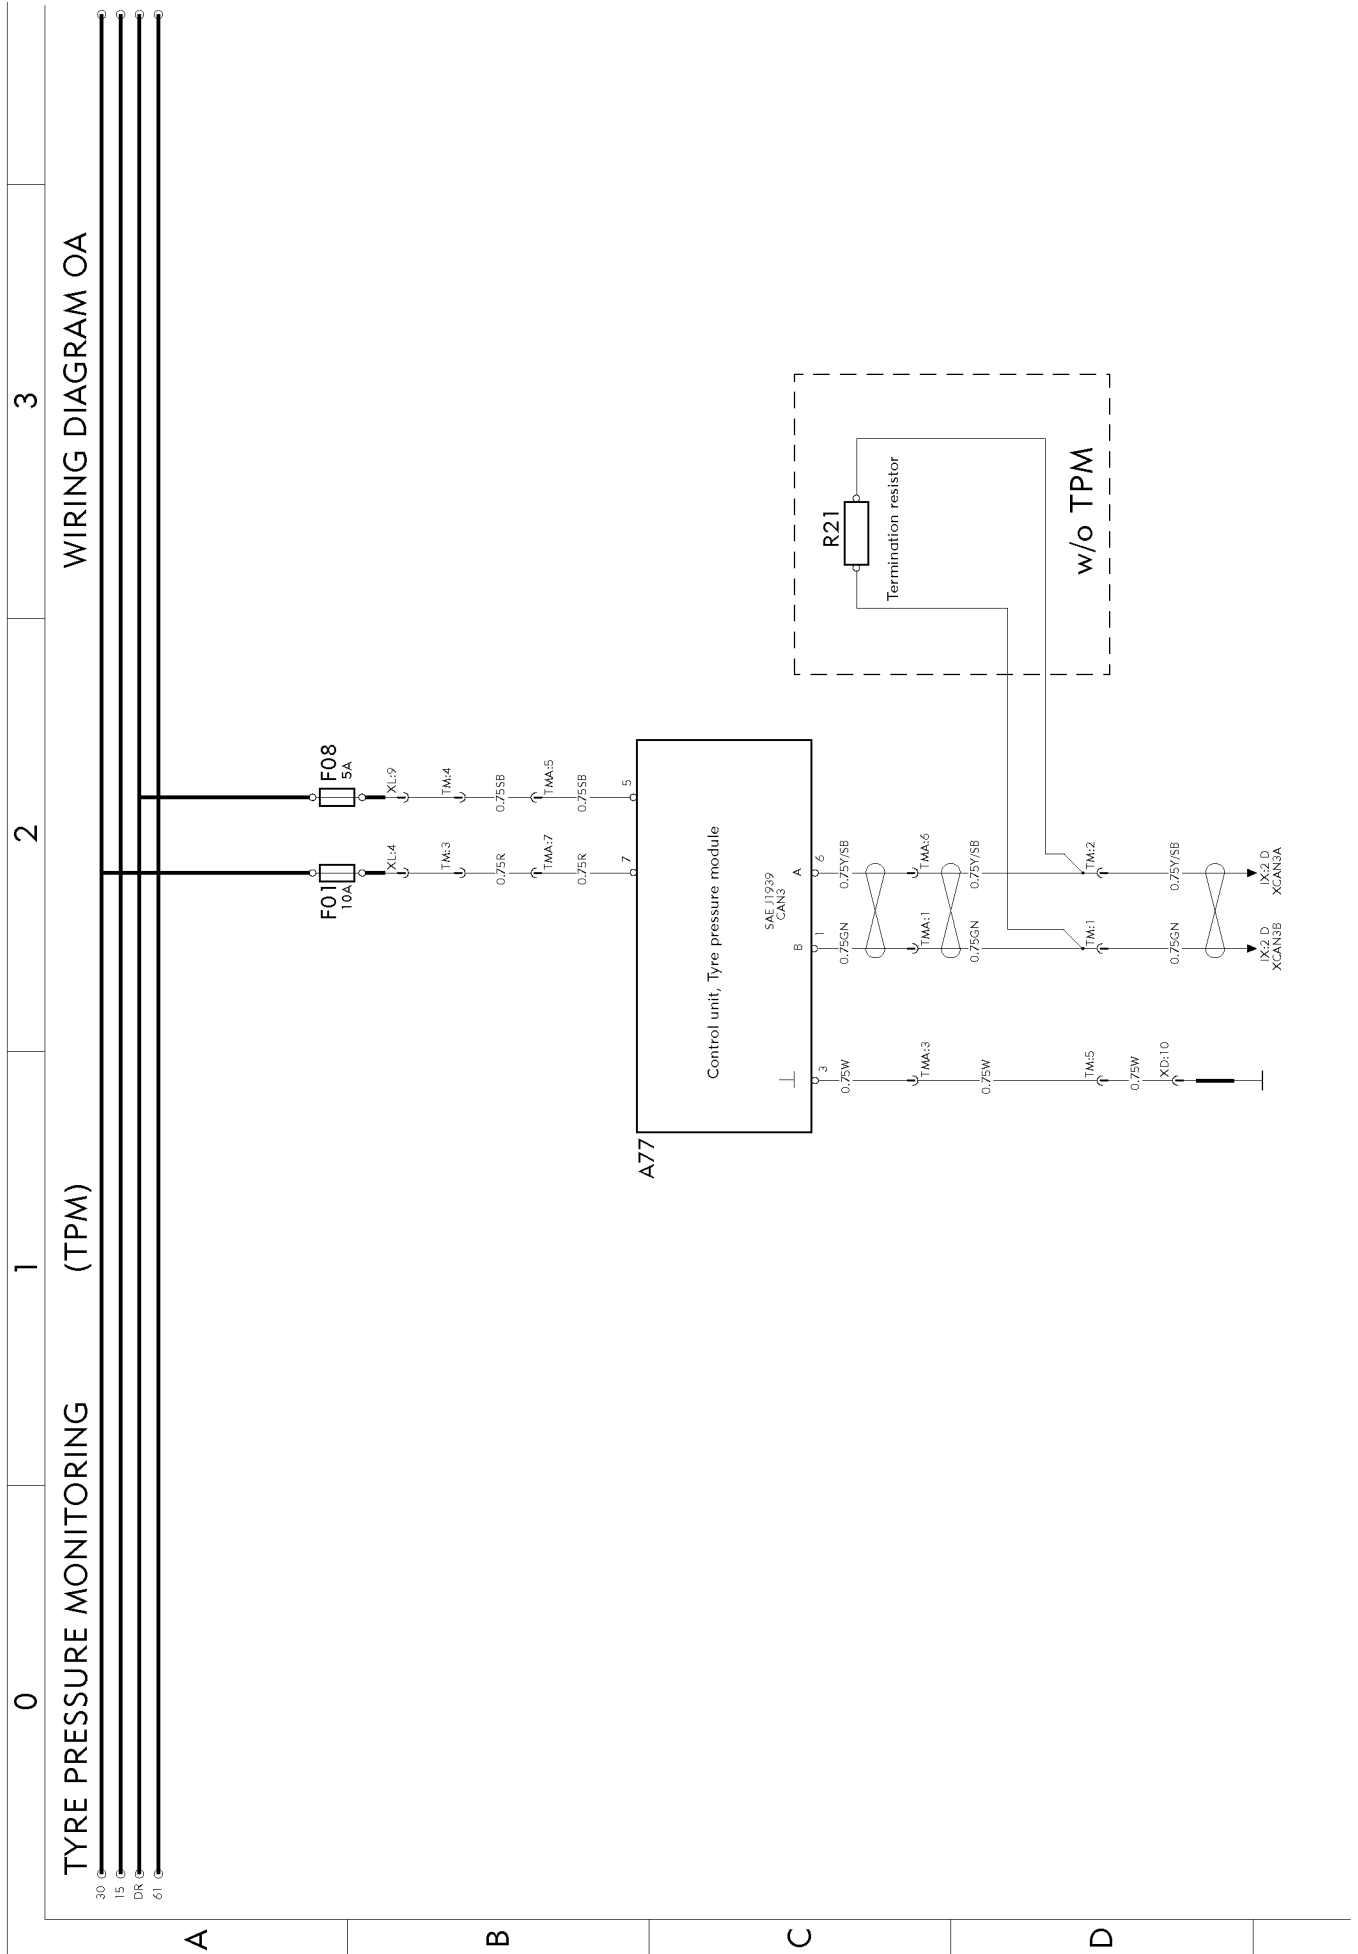 0 1 2 3
TYRE PRESSURE MONITORING (TPM) WIRING DIAGRAM OA
30
15
DR
61
A
B
C
D
F01
10A
F08
5A
XL:4
XL:9
TM:3
TM:4
0.75R
0.75SB
TMA:7
TMA:5
0.75R
0.75SB
7
5
A77
Control unit, Tyre pressure module
SAE J1939
CAN3
B
A
3
1
6
0.75W
0.75GN
0.75Y/SB
TMA:3
TMA:1
TMA:6
0.75W
0.75GN
0.75Y/SB
TM:5
TM:1
TM:2
0.75W
0.75GN
0.75Y/SB
XD:10
IX:2 D
XCAN3B
IX:2 D
XCAN3A
R21
Termination resistor
w/o TPM